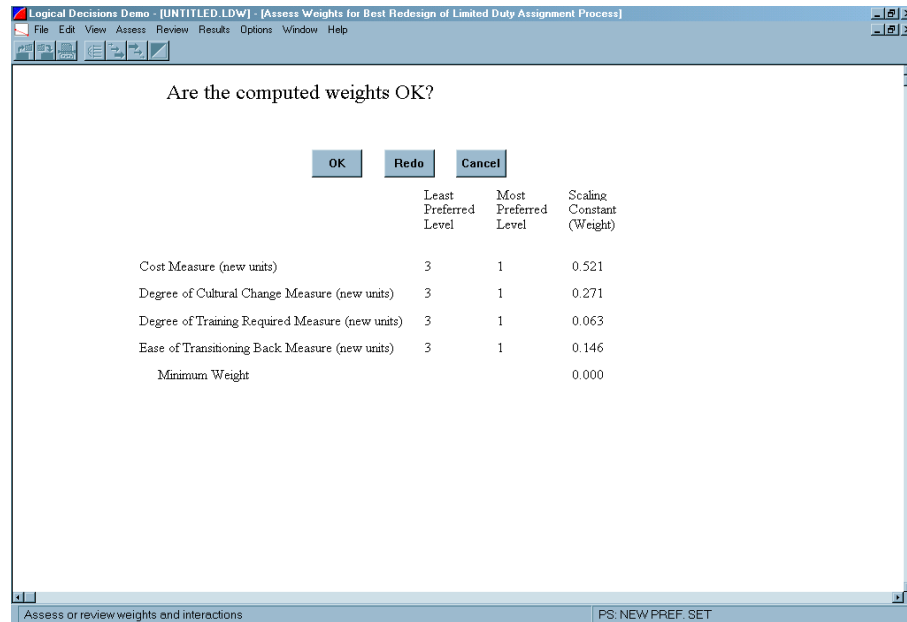 Logical Decisions Demo - [UNTITLED.LDW] - [Assess Weights for Best Redesign of Limited Duty Assignment Process]
File Edit View Assess Review Results Options Window Help
Are the computed weights OK?
OK Redo Cancel
Least Preferred Level Most Preferred Level Scaling Constant (Weight)
Cost Measure (new units) 3 1 0.521
Degree of Cultural Change Measure (new units) 3 1 0.271
Degree of Training Required Measure (new units) 3 1 0.063
Ease of Transitioning Back Measure (new units) 3 1 0.146
Minimum Weight 0.000
Assess or review weights and interactions PS: NEW PREF. SET